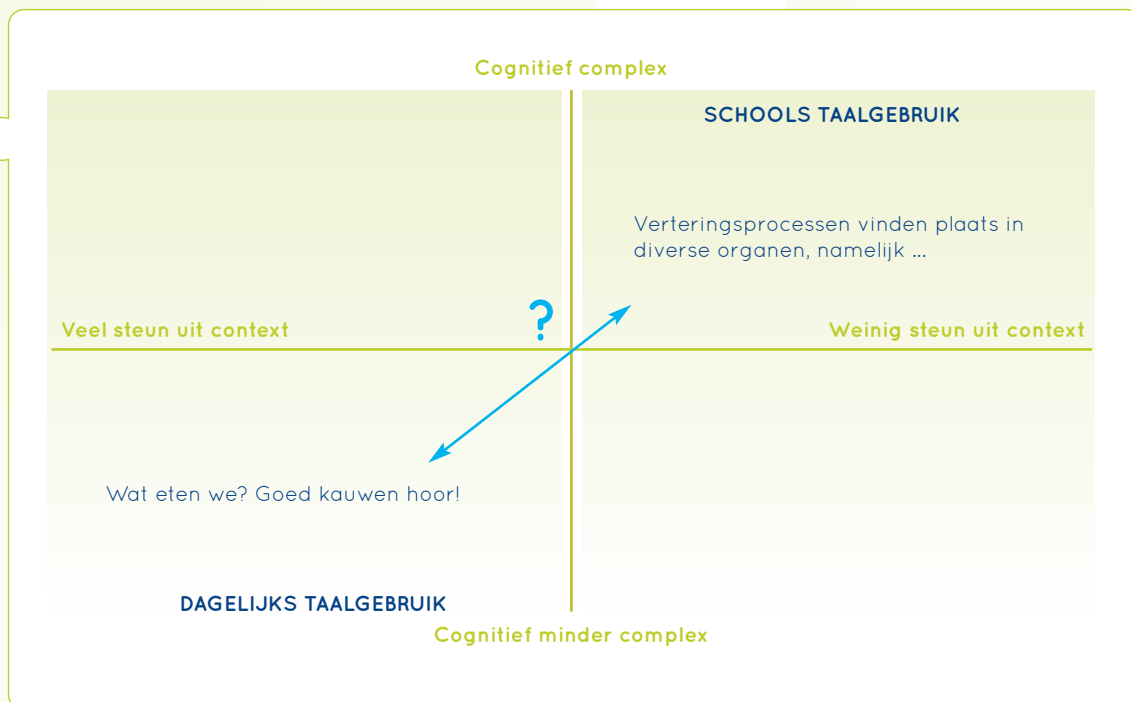 Cognitief complex
SCHOOLS TAALGEBRUIK
Verteringsprocessen vinden plaats in
diverse organen, namelijk ...
?
Veel steun uit context
Weinig steun uit context
Wat eten we? Goed kauwen hoor!
DAGELIJKS TAALGEBRUIK
Cognitief minder complex